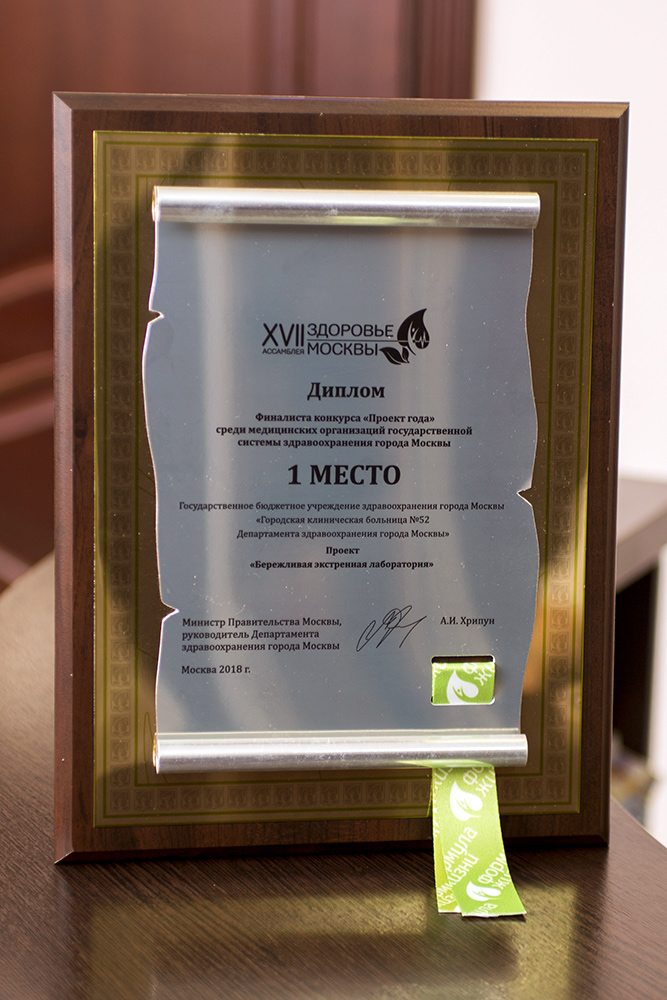 XVII ЗДОРОВЬЕ
АССАМБЛЕЯ МОСКВЫ
Диплом
Финалиста конкурса «Проект года»
среди медицинских организаций государственной
системы здравоохранения города Москвы
1 МЕСТО
Государственное бюджетное учреждение здравоохранения города Москвы
«Городская клиническая больница №52
Департамента здравоохранения города Москвы»
Проект
«Бережливая экстренная лаборатория»
Министр Правительства Москвы,
руководитель Департамента
здравоохранения города Москвы
А.И. Хрипун
Москва 2018 г.
формула
жизни